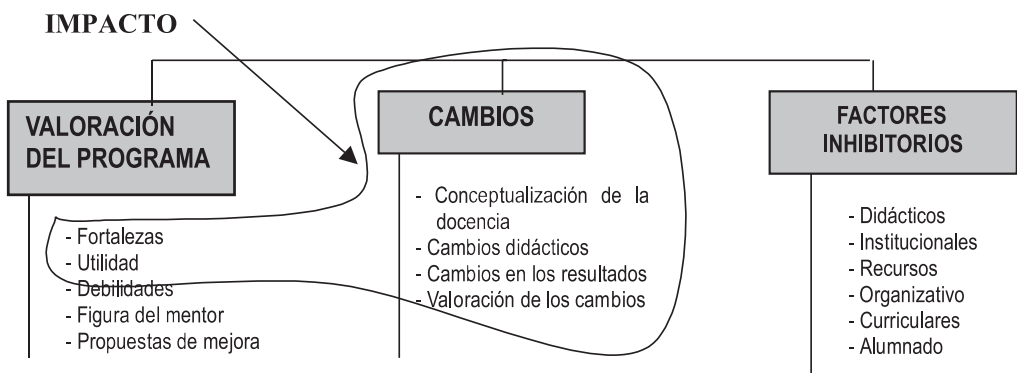 IMPACTO
VALORACIÓN
DEL PROGRAMA
- Fortalezas
- Utilidad
- Debilidades
- Figura del mentor
- Propuestas de mejora
CAMBIOS
- Conceptualización de la
docencia
- Cambios didácticos
- Cambios en los resultados
- Valoración de los cambios
FACTORES
INHIBITORIOS
- Didácticos
- Institucionales
- Recursos
- Organizativo
- Curriculares
- Alumnado